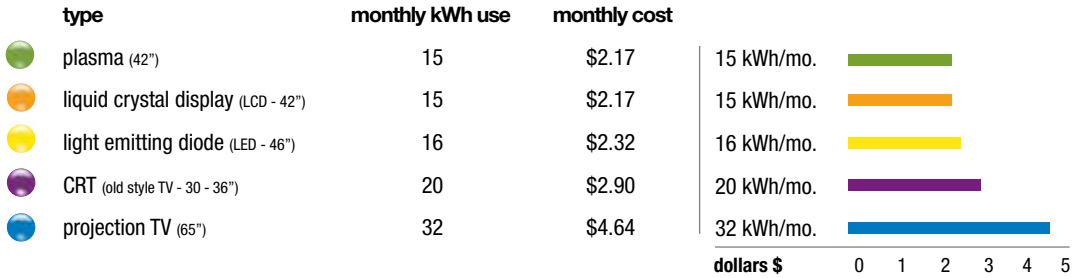 type monthly kWh use monthly cost
plasma (42”) 15 $2.17 15 kWh/mo.
liquid crystal display (LCD - 42”) 15 $2.17 15 kWh/mo.
light emitting diode (LED - 46”) 16 $2.32 16 kWh/mo.
CRT (old style TV - 30 - 36”) 20 $2.90 20 kWh/mo.
projection TV (65”) 32 $4.64 32 kWh/mo.
dollars $ 0 1 2 3 4 5